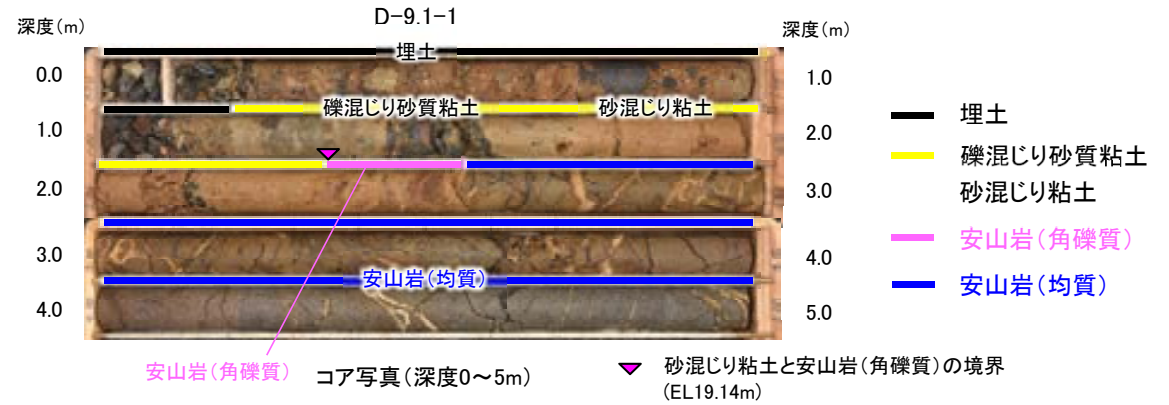 D-9.1-1
深度(m)
深度(m)
埋土
0.0
1.0
礫混じり砂質粘土
砂混じり粘土
1.0
2.0
2.0
3.0
3.0
4.0
安山岩(均質)
4.0
5.0
埋土
礫混じり砂質粘土
砂混じり粘土
安山岩(角礫質)
安山岩(均質)
安山岩(角礫質)
コア写真(深度0～5m)
砂混じり粘土と安山岩(角礫質)の境界
(EL19.14m)